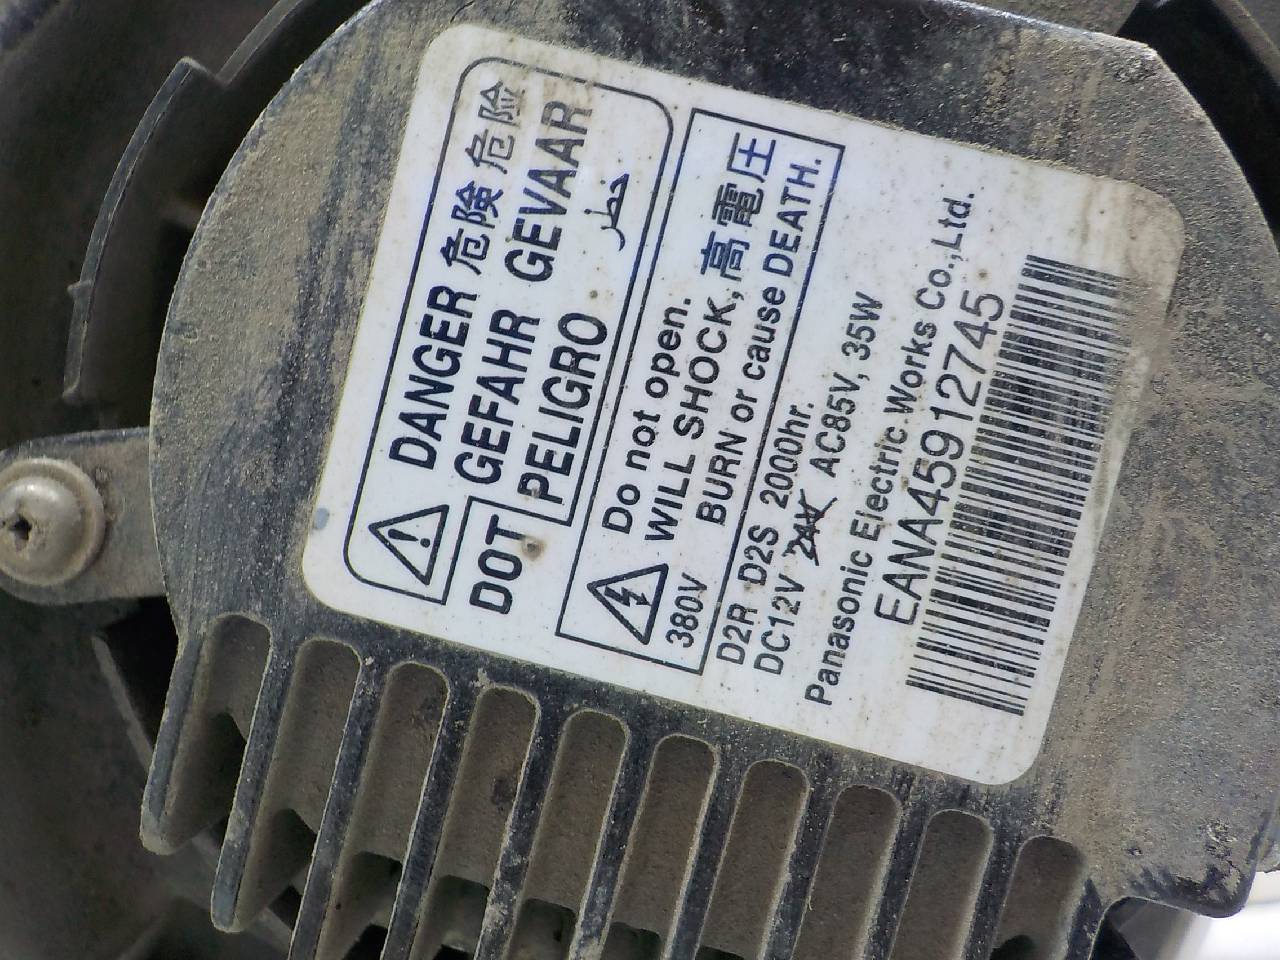 DANGER 危険 危险
GEFAHR GEVAAR
DOT PELIGRO خطر
Do not open.
WILL SHOCK, 高電圧
BURN or cause DEATH.
380V
D2R D2S 2000hr.
DC12V 24V AC85V, 35W
Panasonic Electric Works Co.,Ltd.
EANA45912745